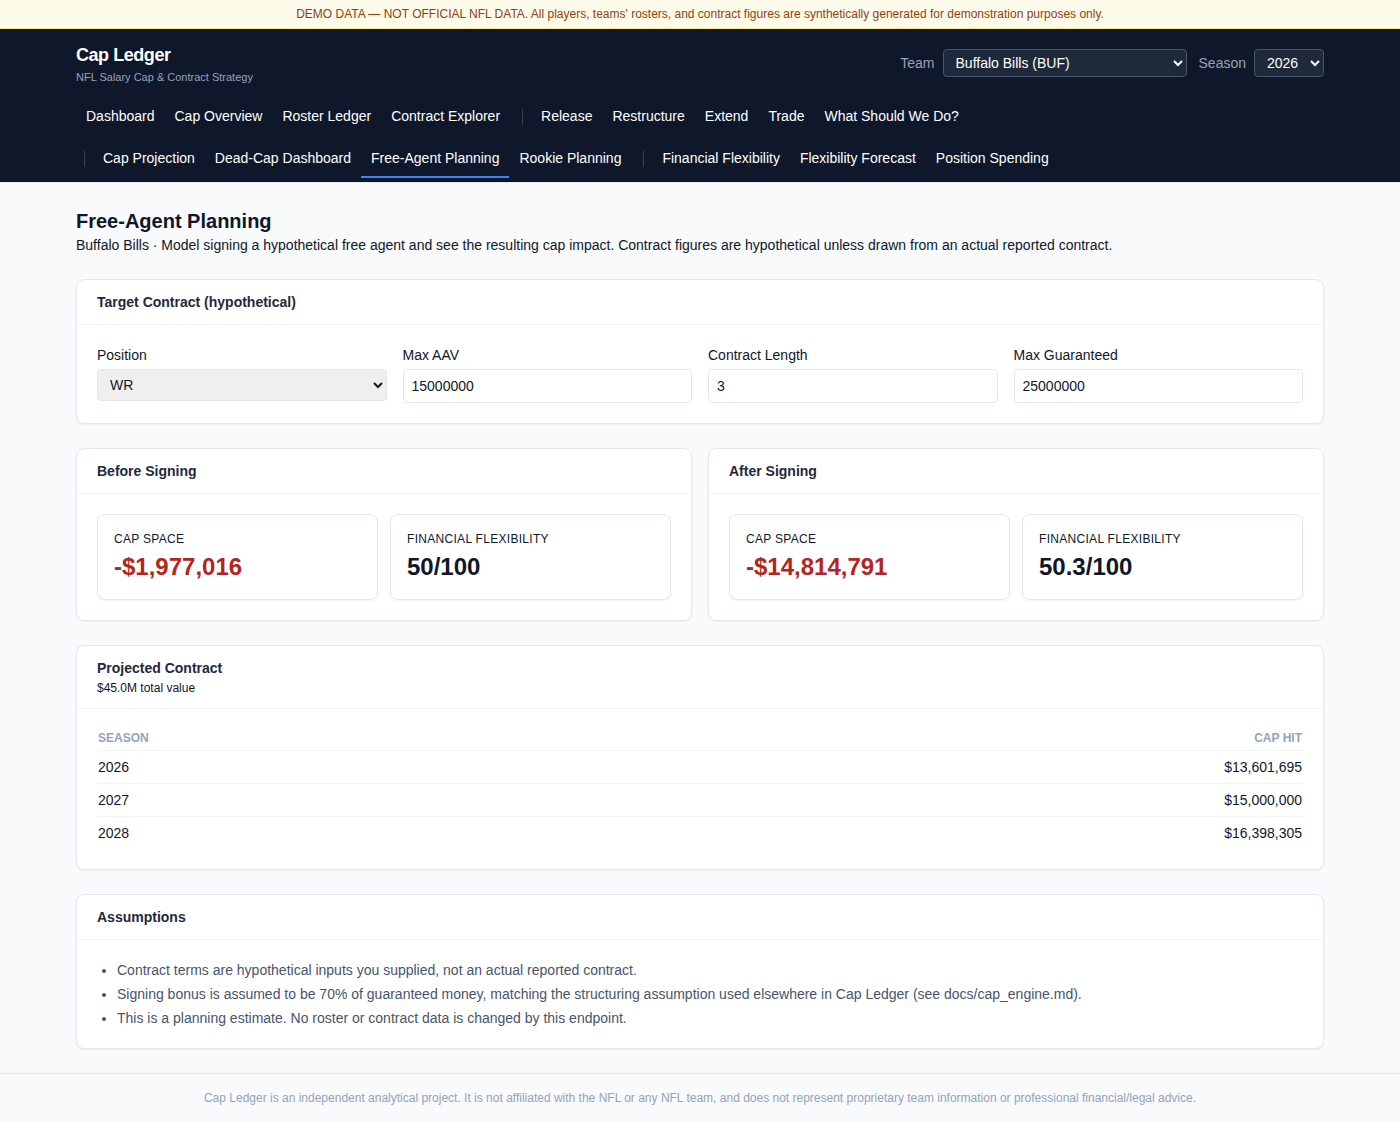 DEMO DATA — NOT OFFICIAL NFL DATA. All players, teams' rosters, and contract figures are synthetically generated for demonstration purposes only.
Cap Ledger
NFL Salary Cap & Contract Strategy
Team Buffalo Bills (BUF) Season 2026
Dashboard Cap Overview Roster Ledger Contract Explorer Release Restructure Extend Trade What Should We Do?
Cap Projection Dead-Cap Dashboard Free-Agent Planning Rookie Planning Financial Flexibility Flexibility Forecast Position Spending
Free-Agent Planning
Buffalo Bills · Model signing a hypothetical free agent and see the resulting cap impact. Contract figures are hypothetical unless drawn from an actual reported contract.
Target Contract (hypothetical)
Position Max AAV Contract Length Max Guaranteed
WR 15000000 3 25000000
Before Signing
CAP SPACE FINANCIAL FLEXIBILITY
-$1,977,016 50/100
After Signing
CAP SPACE FINANCIAL FLEXIBILITY
-$14,814,791 50.3/100
Projected Contract
$45.0M total value
SEASON CAP HIT
2026 $13,601,695
2027 $15,000,000
2028 $16,398,305
Assumptions
• Contract terms are hypothetical inputs you supplied, not an actual reported contract.
• Signing bonus is assumed to be 70% of guaranteed money, matching the structuring assumption used elsewhere in Cap Ledger (see docs/cap_engine.md).
• This is a planning estimate. No roster or contract data is changed by this endpoint.
Cap Ledger is an independent analytical project. It is not affiliated with the NFL or any NFL team, and does not represent proprietary team information or professional financial/legal advice.